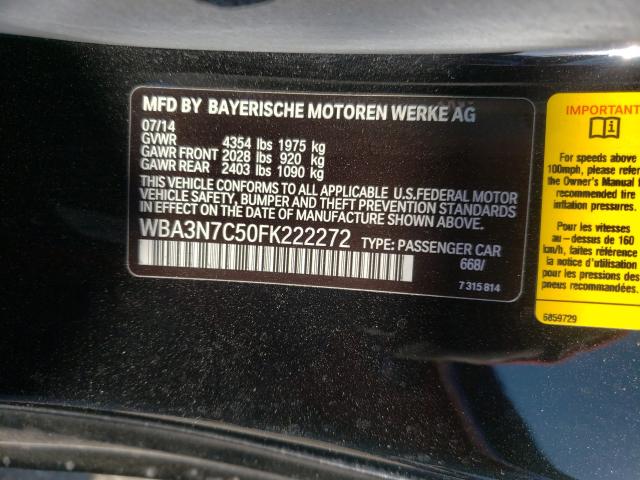 MFD BY BAYERISCHE MOTOREN WERKE AG
07/14
GVWR 4354 lbs 1975 kg
GAWR FRONT 2028 lbs 920 kg
GAWR REAR 2403 lbs 1090 kg
THIS VEHICLE CONFORMS TO ALL APPLICABLE U.S.FEDERAL MOTOR
VEHICLE SAFETY, BUMPER AND THEFT PREVENTION STANDARDS
IN EFFECT ON THE DATE OF MANUFACTURE SHOWN ABOVE.
WBA3N7C50FK222272 TYPE: PASSENGER CAR
668/
7 315 814
IMPORTANT
For speeds above
100mph, please refer
the Owner's Manual f
recommended tire
inflation pressures.
Pour les vitesses
au-dessus de 160
km/h, faites référence
la notice d'utilisation
pour les pressions des
pneus recommandées.
6859729